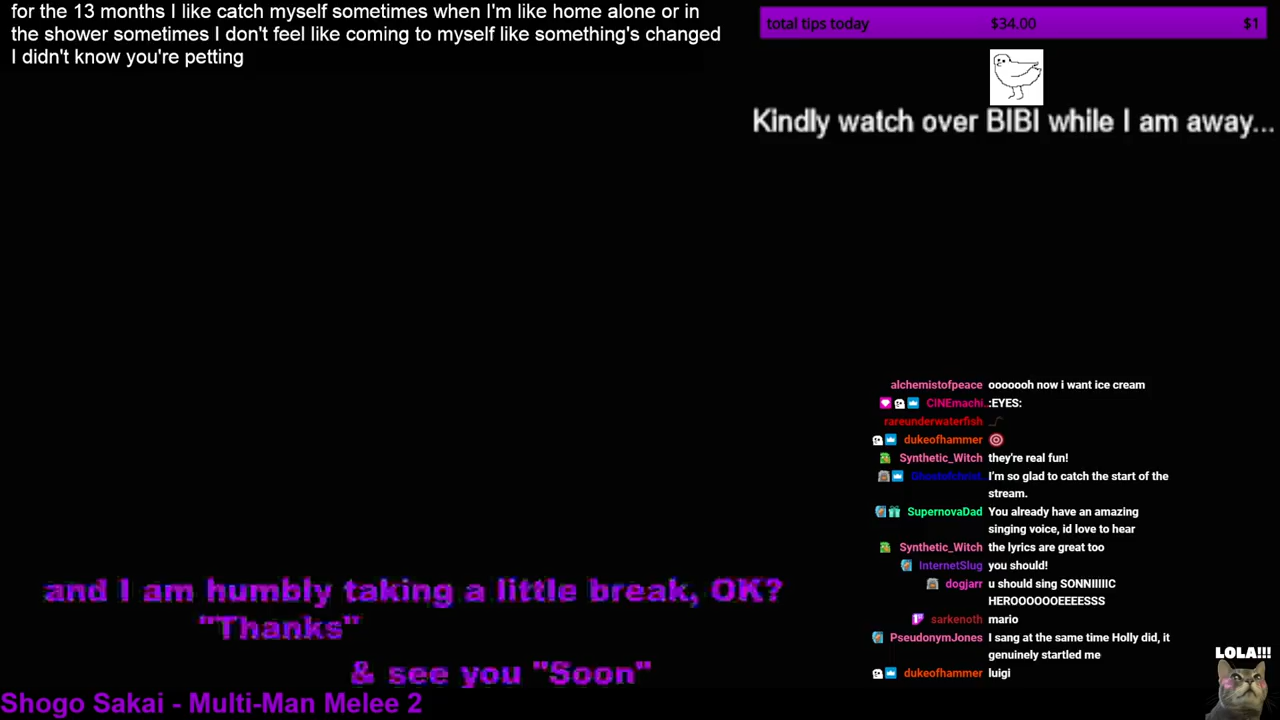 for the 13 months I like catch myself sometimes when I'm like home alone or in
the shower sometimes I don't feel like coming to myself like something's changed
I didn't know you're petting
total tips today $34.00 $1
Kindly watch over BIBI while I am away...
alchemistofpeace ooooooh now i want ice cream
CINEmachi. :EYES:
rareunderwaterfish
dukeofhammer
Synthetic_Witch they're real fun!
Ghostofchrist. I'm so glad to catch the start of the
stream.
SupernovaDad You already have an amazing
singing voice, id love to hear
Synthetic_Witch the lyrics are great too
InternetSlug you should!
dogjarr u should sing SONNIIIIIC
HEROOOOOOEEEESSS
sarkenoth mario
PseudonymJones I sang at the same time Holly did, it
genuinely startled me
dukeofhammer luigi
and I am humbly taking a little break, OK?
"Thanks"
& see you "Soon"
LOLA!!!
Shogo Sakai - Multi-Man Melee 2